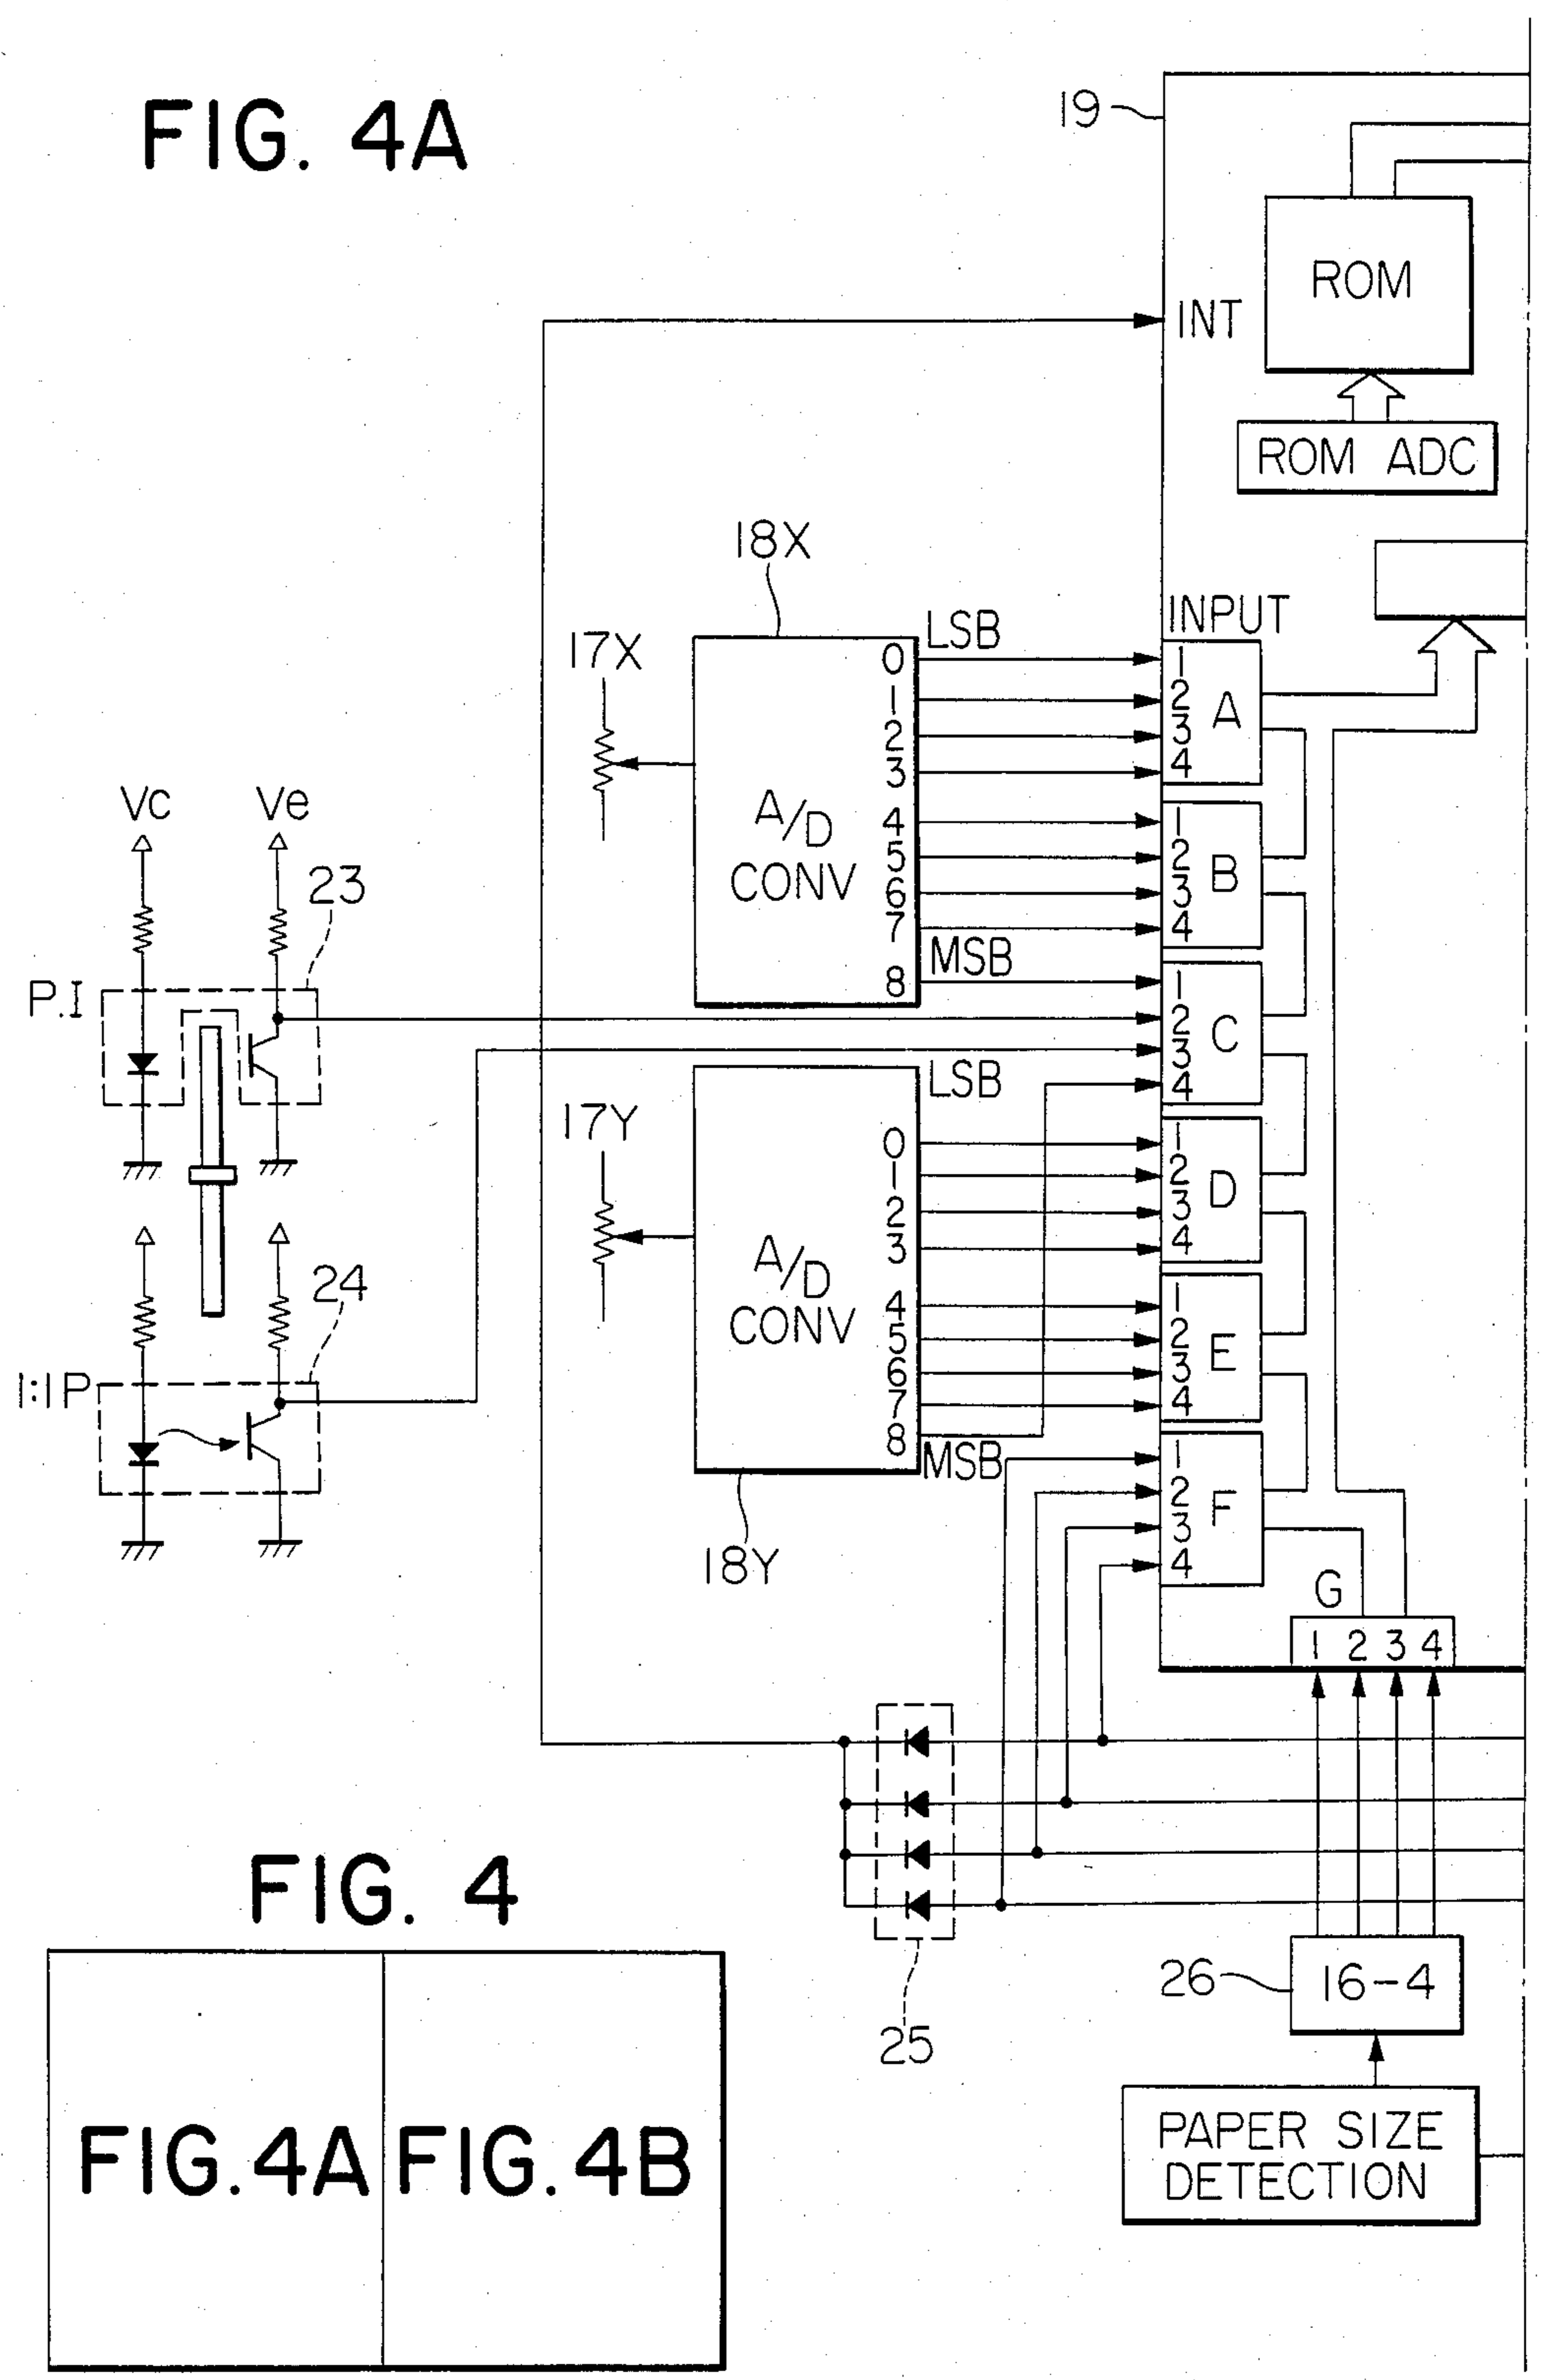 FIG. 4A
19
ROM
INT
ROM ADC
18X
INPUT
17X
LSB
0
1
2
3
4
5
6
7
8
A/D
CONV
MSB
1
2
3
4
A
1
2
3
4
B
1
2
3
4
C
1
2
3
4
D
1
2
3
4
E
1
2
3
4
F
Vc
Ve
23
P.I
LSB
17Y
0
1
2
3
4
5
6
7
8
A/D
CONV
MSB
24
1:1P
18Y
G
1 2 3 4
FIG. 4
26
16-4
25
PAPER SIZE
DETECTION
FIG.4A
FIG.4B